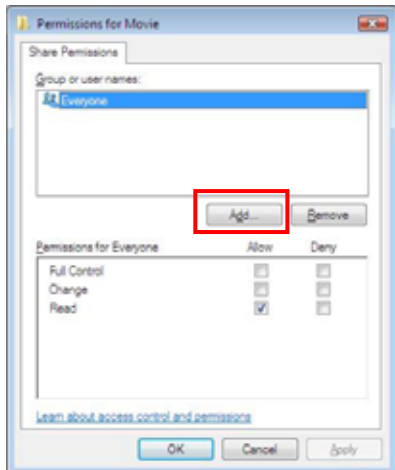 Permissions for Movie
Share Permissions
Group or user names:
Everyone
Add...
Remove
Permissions for Everyone Allow Deny
Full Control
Change
Read
Learn about access control and permissions
OK Cancel Apply